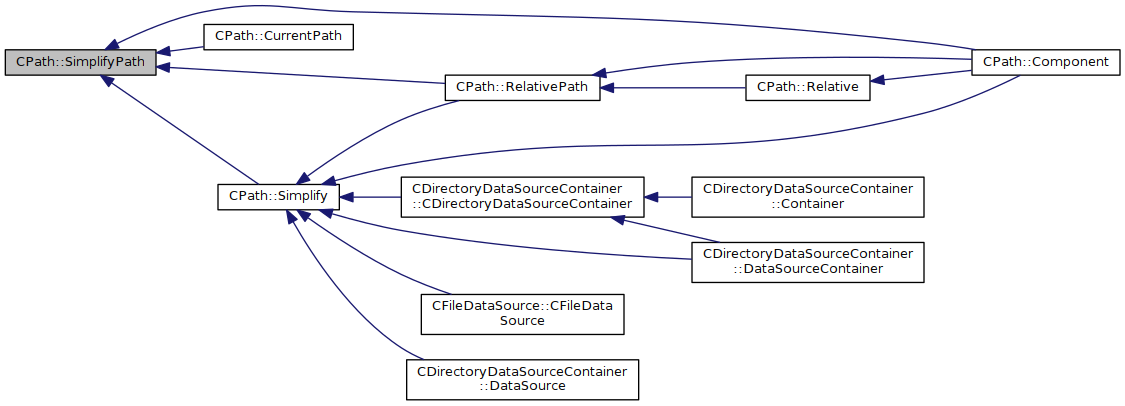 CPath::CurrentPath
CPath::SimplifyPath
CPath::Component
CPath::RelativePath
CPath::Relative
CPath::Simplify
CDirectoryDataSourceContainer
::CDirectoryDataSourceContainer
CDirectoryDataSourceContainer
::Container
CDirectoryDataSourceContainer
::DataSourceContainer
CFileDataSource::CFileData
Source
CDirectoryDataSourceContainer
::DataSource